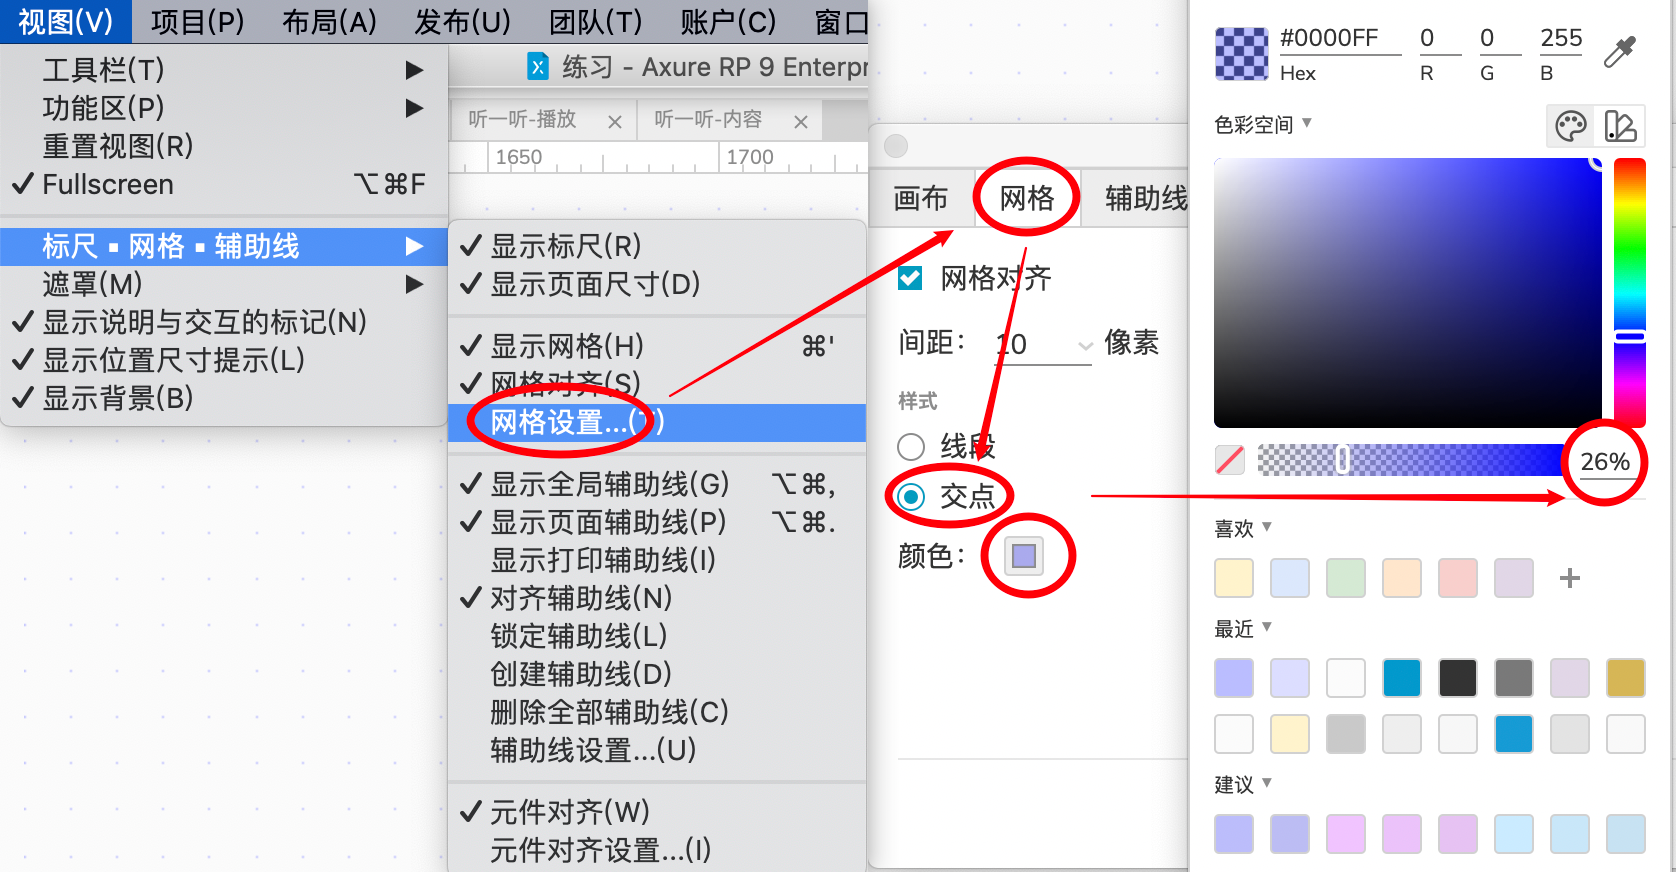 视图(V) 项目(P) 布局(A) 发布(U) 团队(T) 账户(C) 窗口
工具栏(T)
功能区(P)
重置视图(R)
Fullscreen ⌥⌘F
标尺▪网格▪辅助线
遮罩(M)
显示说明与交互的标记(N)
显示位置尺寸提示(L)
显示背景(B)
练习 - Axure RP 9 Enterpr
听一听-播放 听一听-内容
1650 1700
显示标尺(R)
显示页面尺寸(D)
显示网格(H) ⌘'
网格对齐(S)
网格设置...(T)
显示全局辅助线(G) ⌥⌘,
显示页面辅助线(P) ⌥⌘.
显示打印辅助线(I)
对齐辅助线(N)
锁定辅助线(L)
创建辅助线(D)
删除全部辅助线(C)
辅助线设置...(U)
元件对齐(W)
元件对齐设置...(I)
画布 网格 辅助线
网格对齐
间距: 10 像素
样式
线段
交点
颜色:
#0000FF 0 0 255
Hex R G B
色彩空间
26%
喜欢
最近
建议